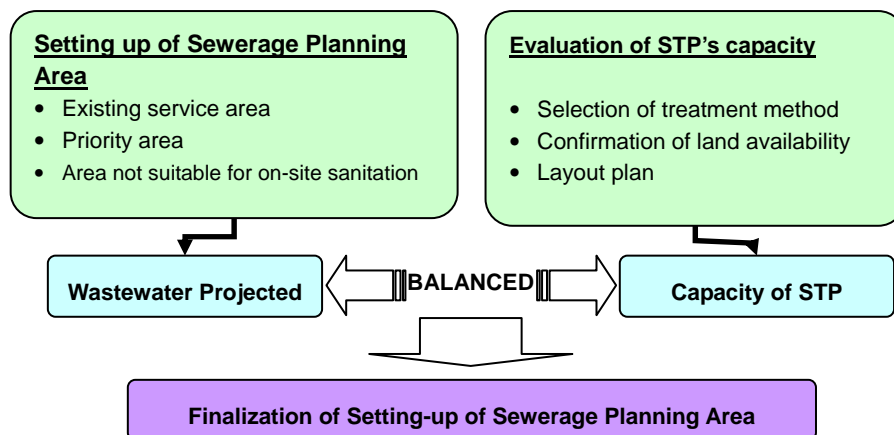 Setting up of Sewerage Planning
Area
• Existing service area
• Priority area
• Area not suitable for on-site sanitation
Evaluation of STP's capacity
• Selection of treatment method
• Confirmation of land availability
• Layout plan
Wastewater Projected
BALANCED
Capacity of STP
Finalization of Setting-up of Sewerage Planning Area